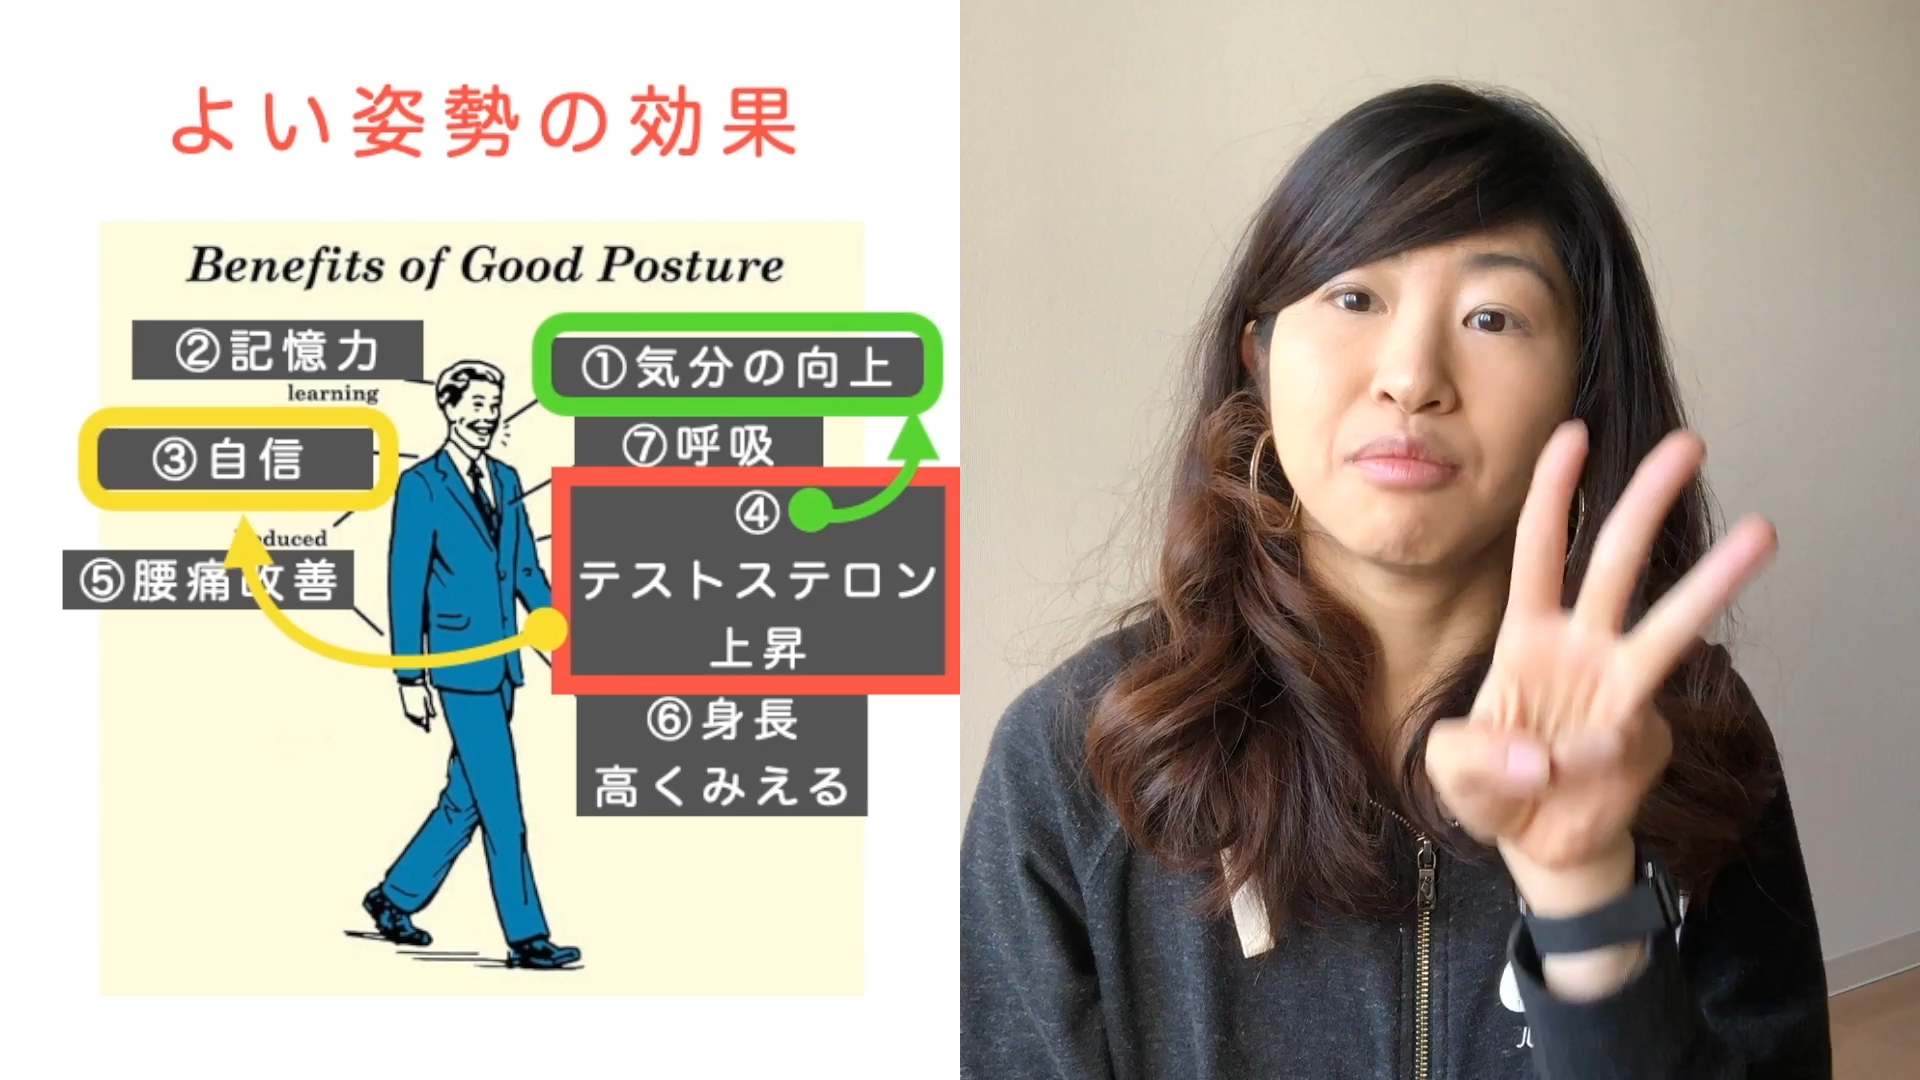 よい姿勢の効果
Benefits of Good Posture
②記憶力
learning
①気分の向上
③自信
⑦呼吸
④
テストステロン
上昇
⑤腰痛改善
⑥身長
高くみえる